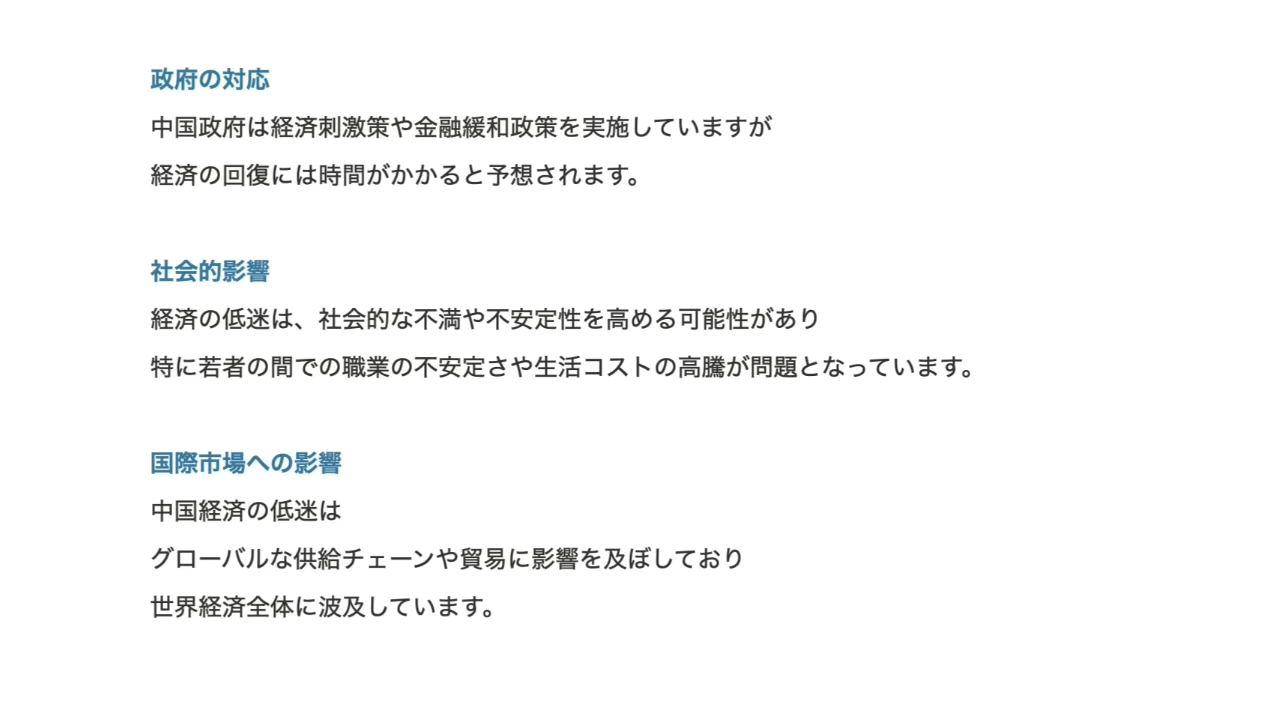 政府の対応
中国政府は経済刺激策や金融緩和政策を実施していますが
経済の回復には時間がかかると予想されます。
社会的影響
経済の低迷は、社会的な不満や不安定性を高める可能性があり
特に若者の間での職業の不安定さや生活コストの高騰が問題となっています。
国際市場への影響
中国経済の低迷は
グローバルな供給チェーンや貿易に影響を及ぼしており
世界経済全体に波及しています。